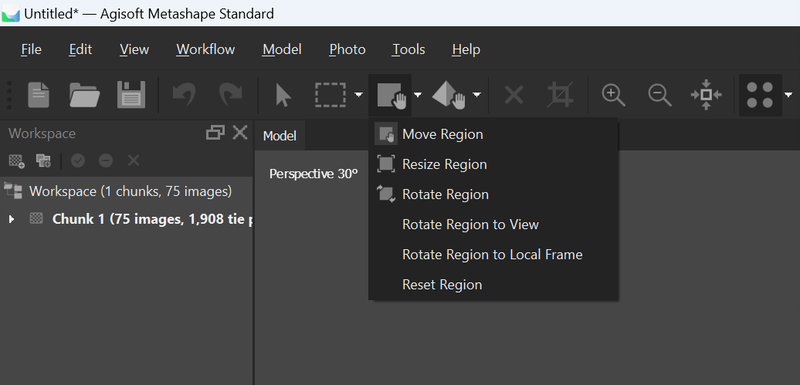 Untitled* — Agisoft Metashape Standard
File Edit View Workflow Model Photo Tools Help
Workspace
Model
Workspace (1 chunks, 75 images)
Chunk 1 (75 images, 1,908 tie p
Perspective 30°
Move Region
Resize Region
Rotate Region
Rotate Region to View
Rotate Region to Local Frame
Reset Region